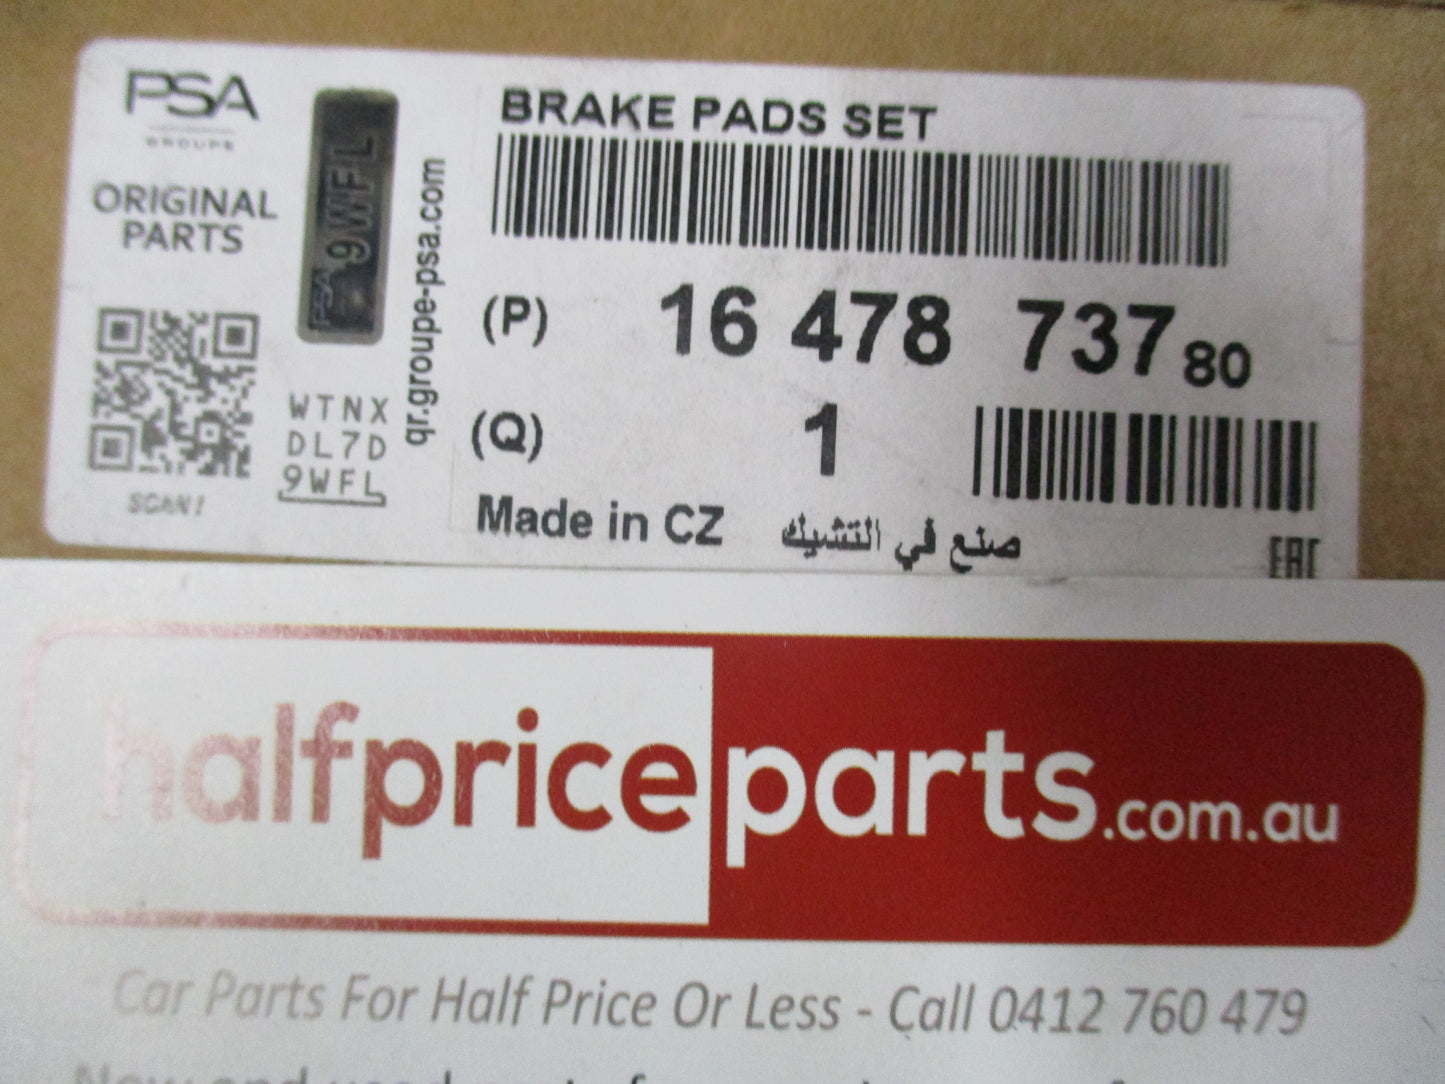 PSA
GROUPE
ORIGINAL
PARTS
SCAN!
PSA 9WFL
WTNX
DL7D
9WFL
qr.groupe-psa.com
BRAKE PADS SET
(P) 16 478 737 80
(Q) 1
Made in CZ صنع في التشيك
EAC
halfpriceparts.com.au
Car Parts For Half Price Or Less - Call 0412 760 479